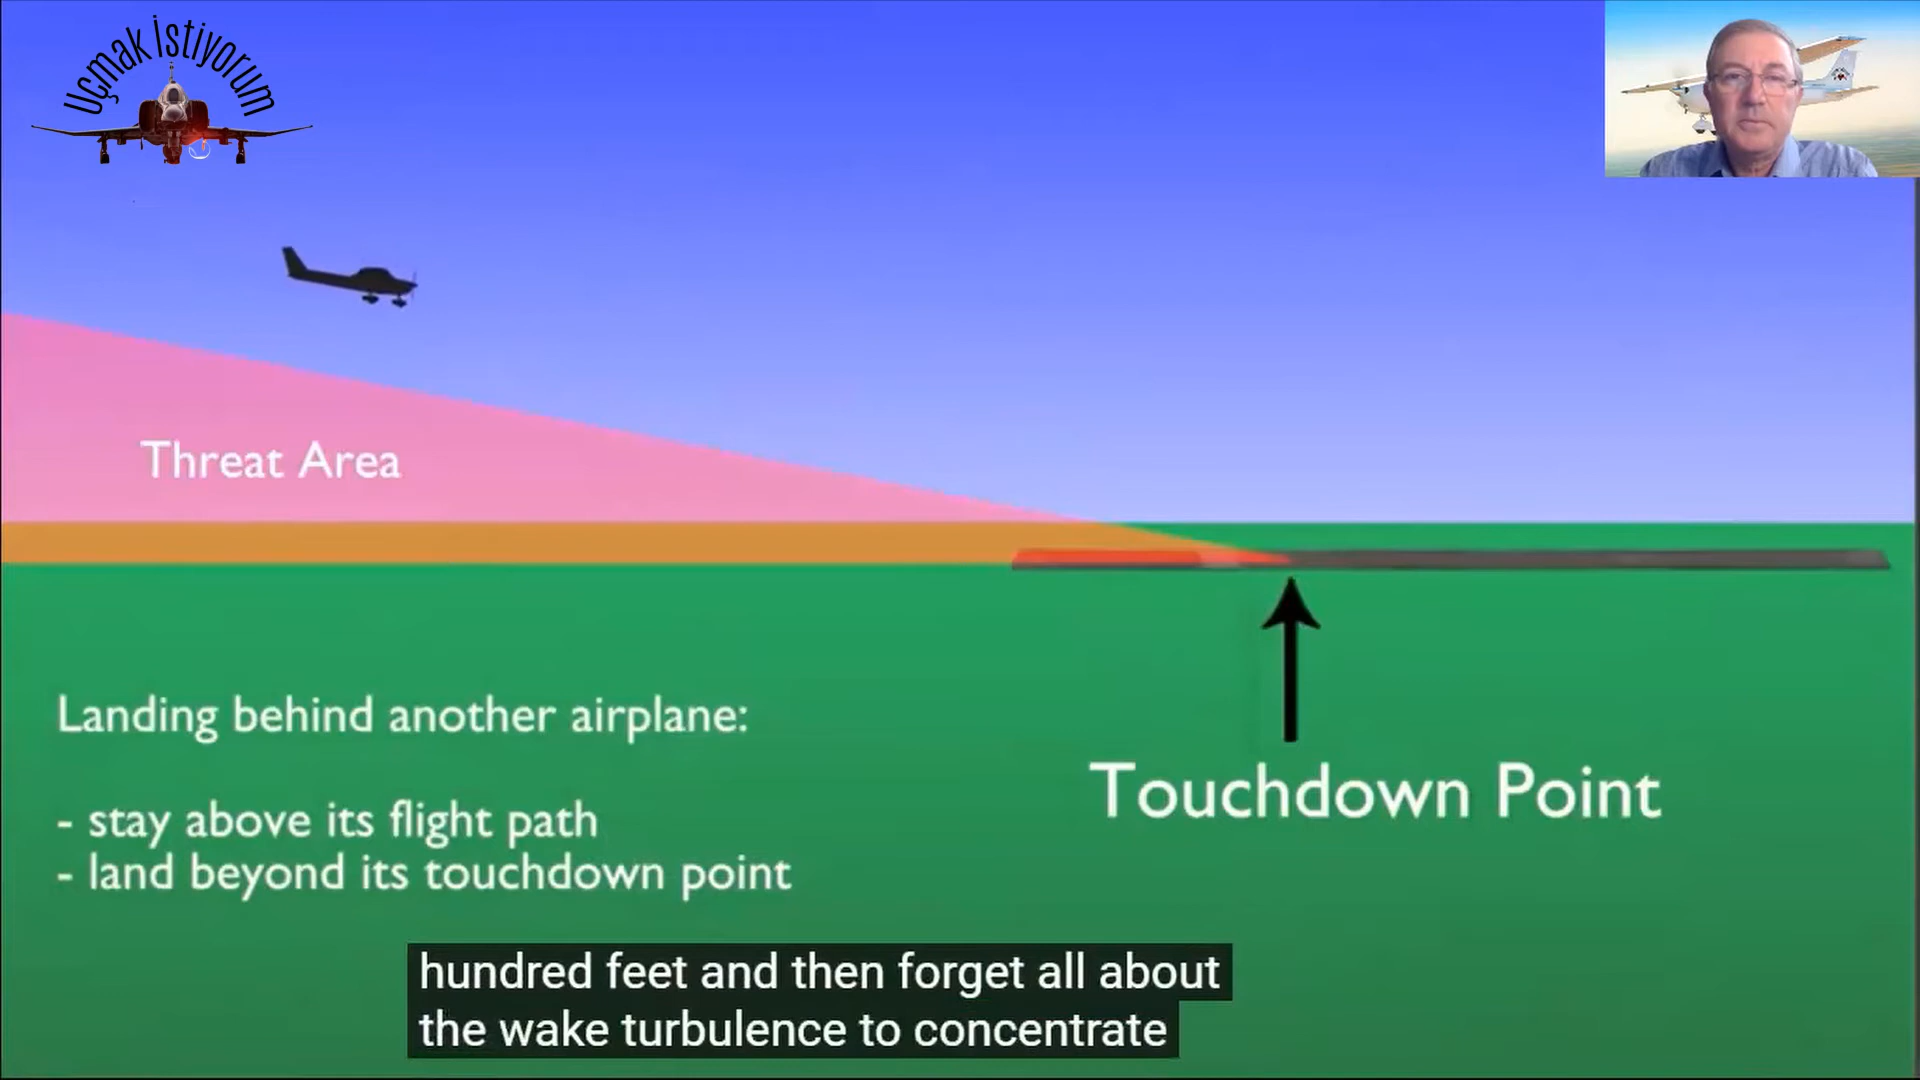 Uçmak İstiyorum
Threat Area
Landing behind another airplane:
- stay above its flight path
- land beyond its touchdown point
Touchdown Point
hundred feet and then forget all about
the wake turbulence to concentrate